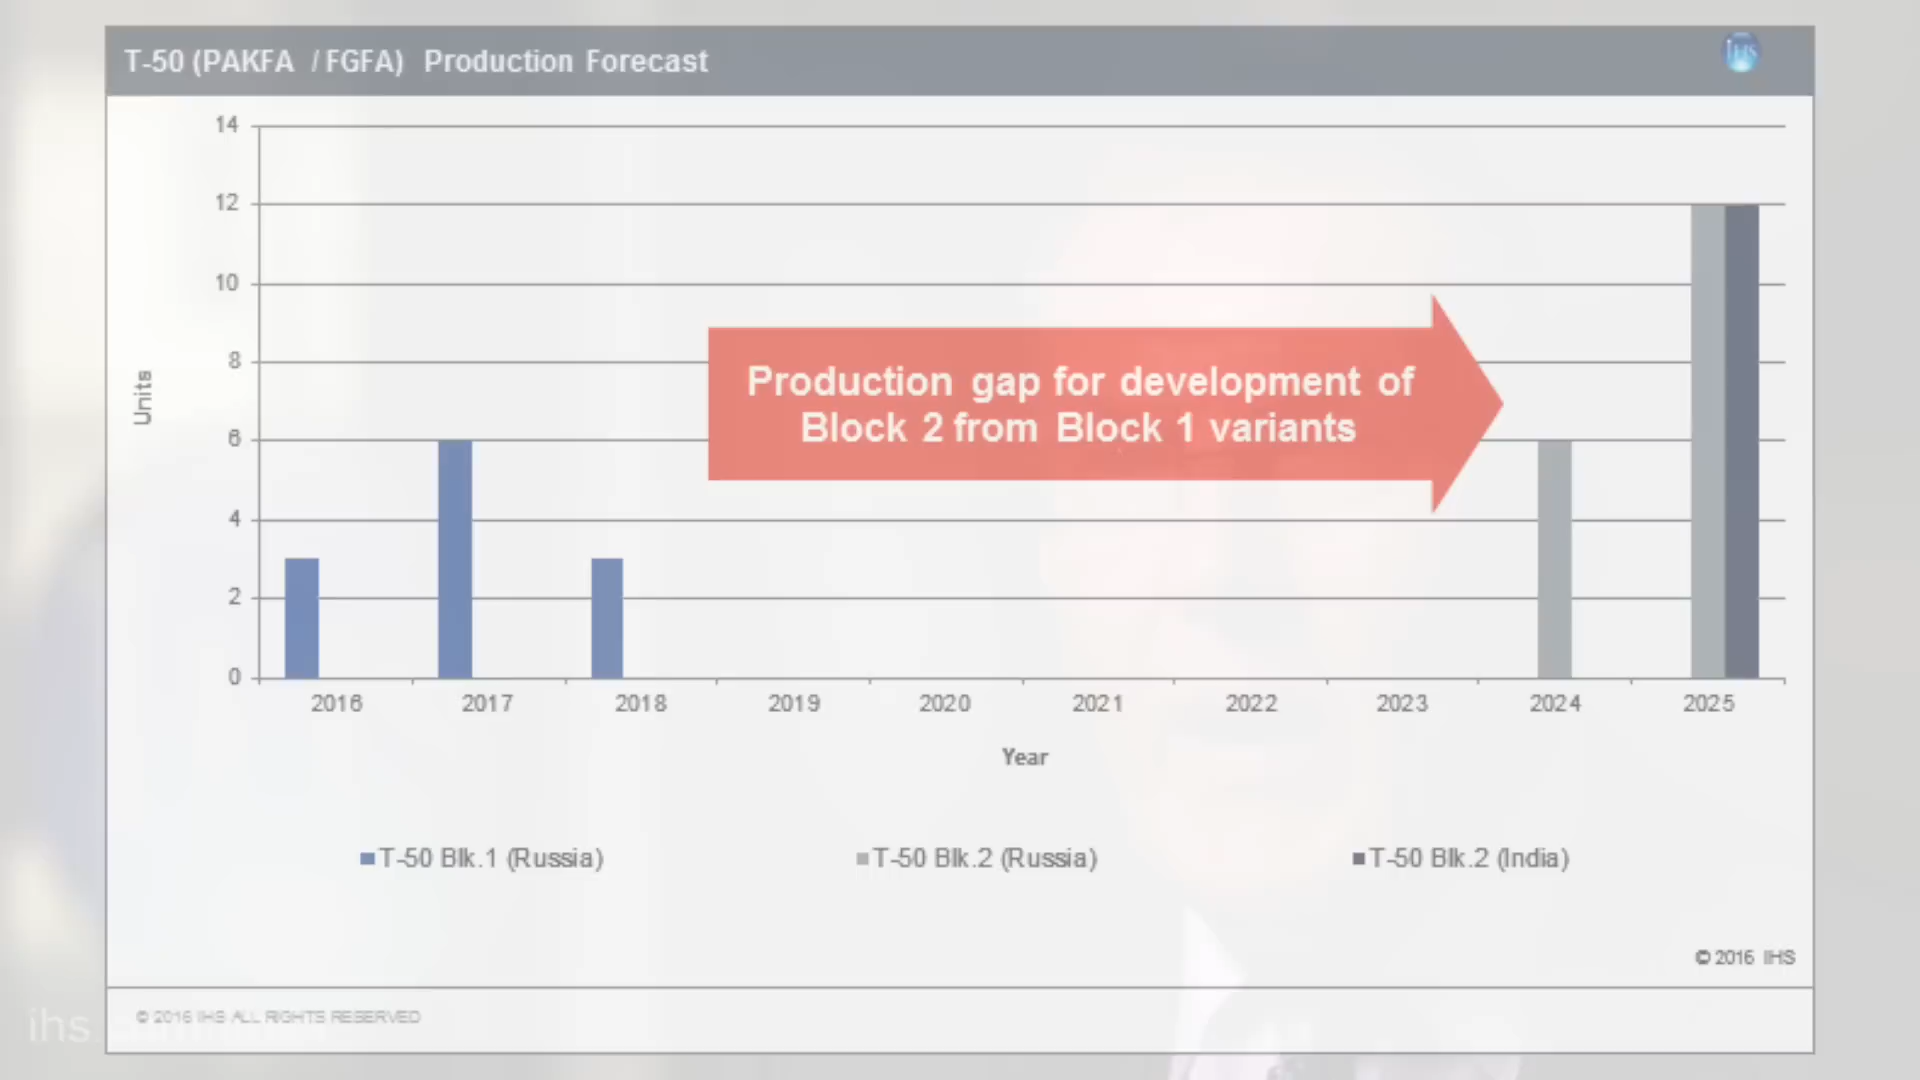 T-50 (PAKFA / FGFA) Production Forecast
IHS
14
12
10
8
6
4
2
0
Units
Production gap for development of
Block 2 from Block 1 variants
2016 2017 2018 2019 2020 2021 2022 2023 2024 2025
Year
T-50 Blk.1 (Russia) T-50 Blk.2 (Russia) T-50 Blk.2 (India)
© 2016 IHS
© 2016 IHS ALL RIGHTS RESERVED
ihs